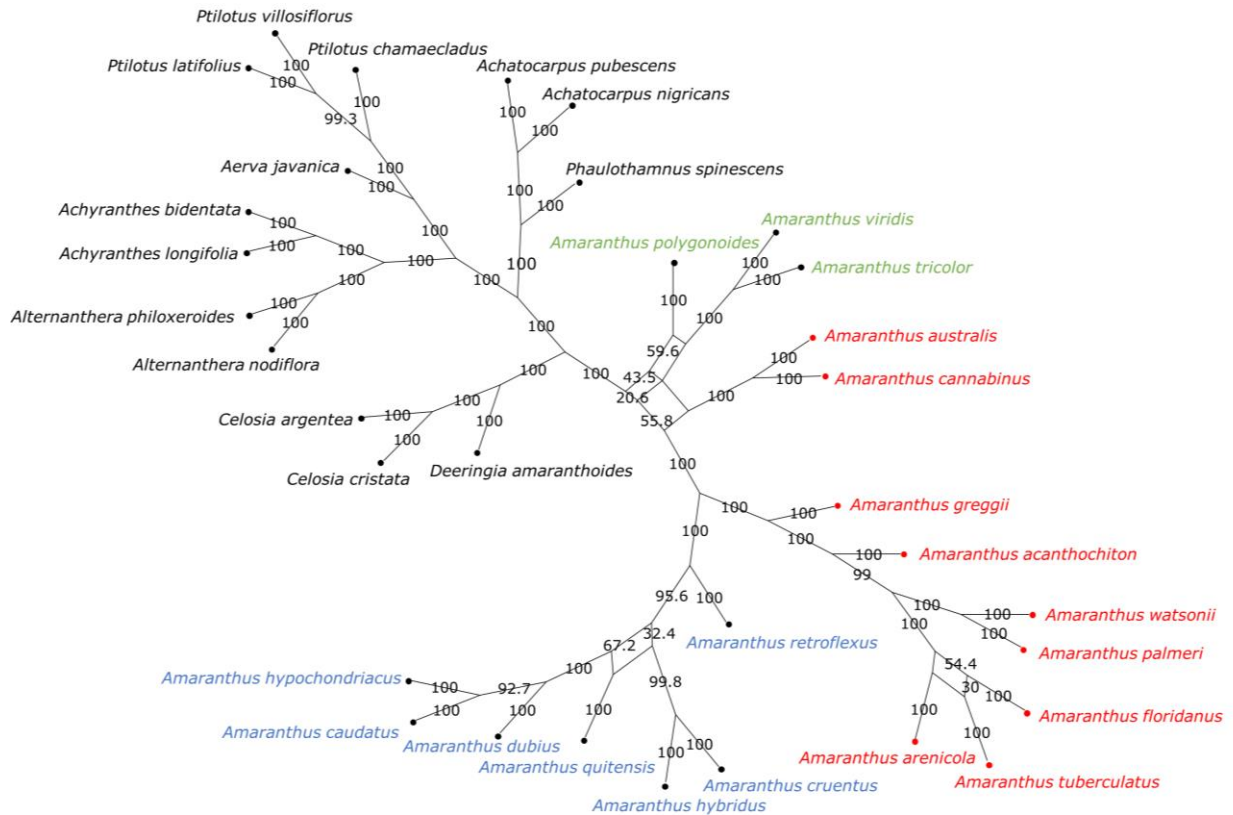 Ptilotus villosiflorus
Ptilotus chamaecladus
Ptilotus latifolius
100
100
100
99.3
Achatocarpus pubescens
Achatocarpus nigricans
100
100
Aerva javanica
100
100
Phaulothamnus spinescens
100
100
Achyranthes bidentata
100
Achyranthes longifolia
100
100
100
100
100
100
100
Alternanthera philoxeroides
100
Alternanthera nodiflora
100
100
Amaranthus polygonoides
Amaranthus viridis
Amaranthus tricolor
100
100
100
100
59.6
43.5
20.6
55.8
Amaranthus australis
Amaranthus cannabinus
100
100
100
100
100
100
Celosia argentea
100
100
Celosia cristata
100
100
Deeringia amaranthoides
100
100
100
Amaranthus greggii
100
100
Amaranthus acanthochiton
100
99
Amaranthus watsonii
100
100
Amaranthus palmeri
100
100
54.4
30
Amaranthus floridanus
100
Amaranthus arenicola
100
Amaranthus tuberculatus
100
95.6
100
Amaranthus retroflexus
32.4
67.2
99.8
100
Amaranthus hypochondriacus
100
92.7
Amaranthus caudatus
100
Amaranthus dubius
100
Amaranthus quitensis
100
Amaranthus cruentus
100
Amaranthus hybridus
100